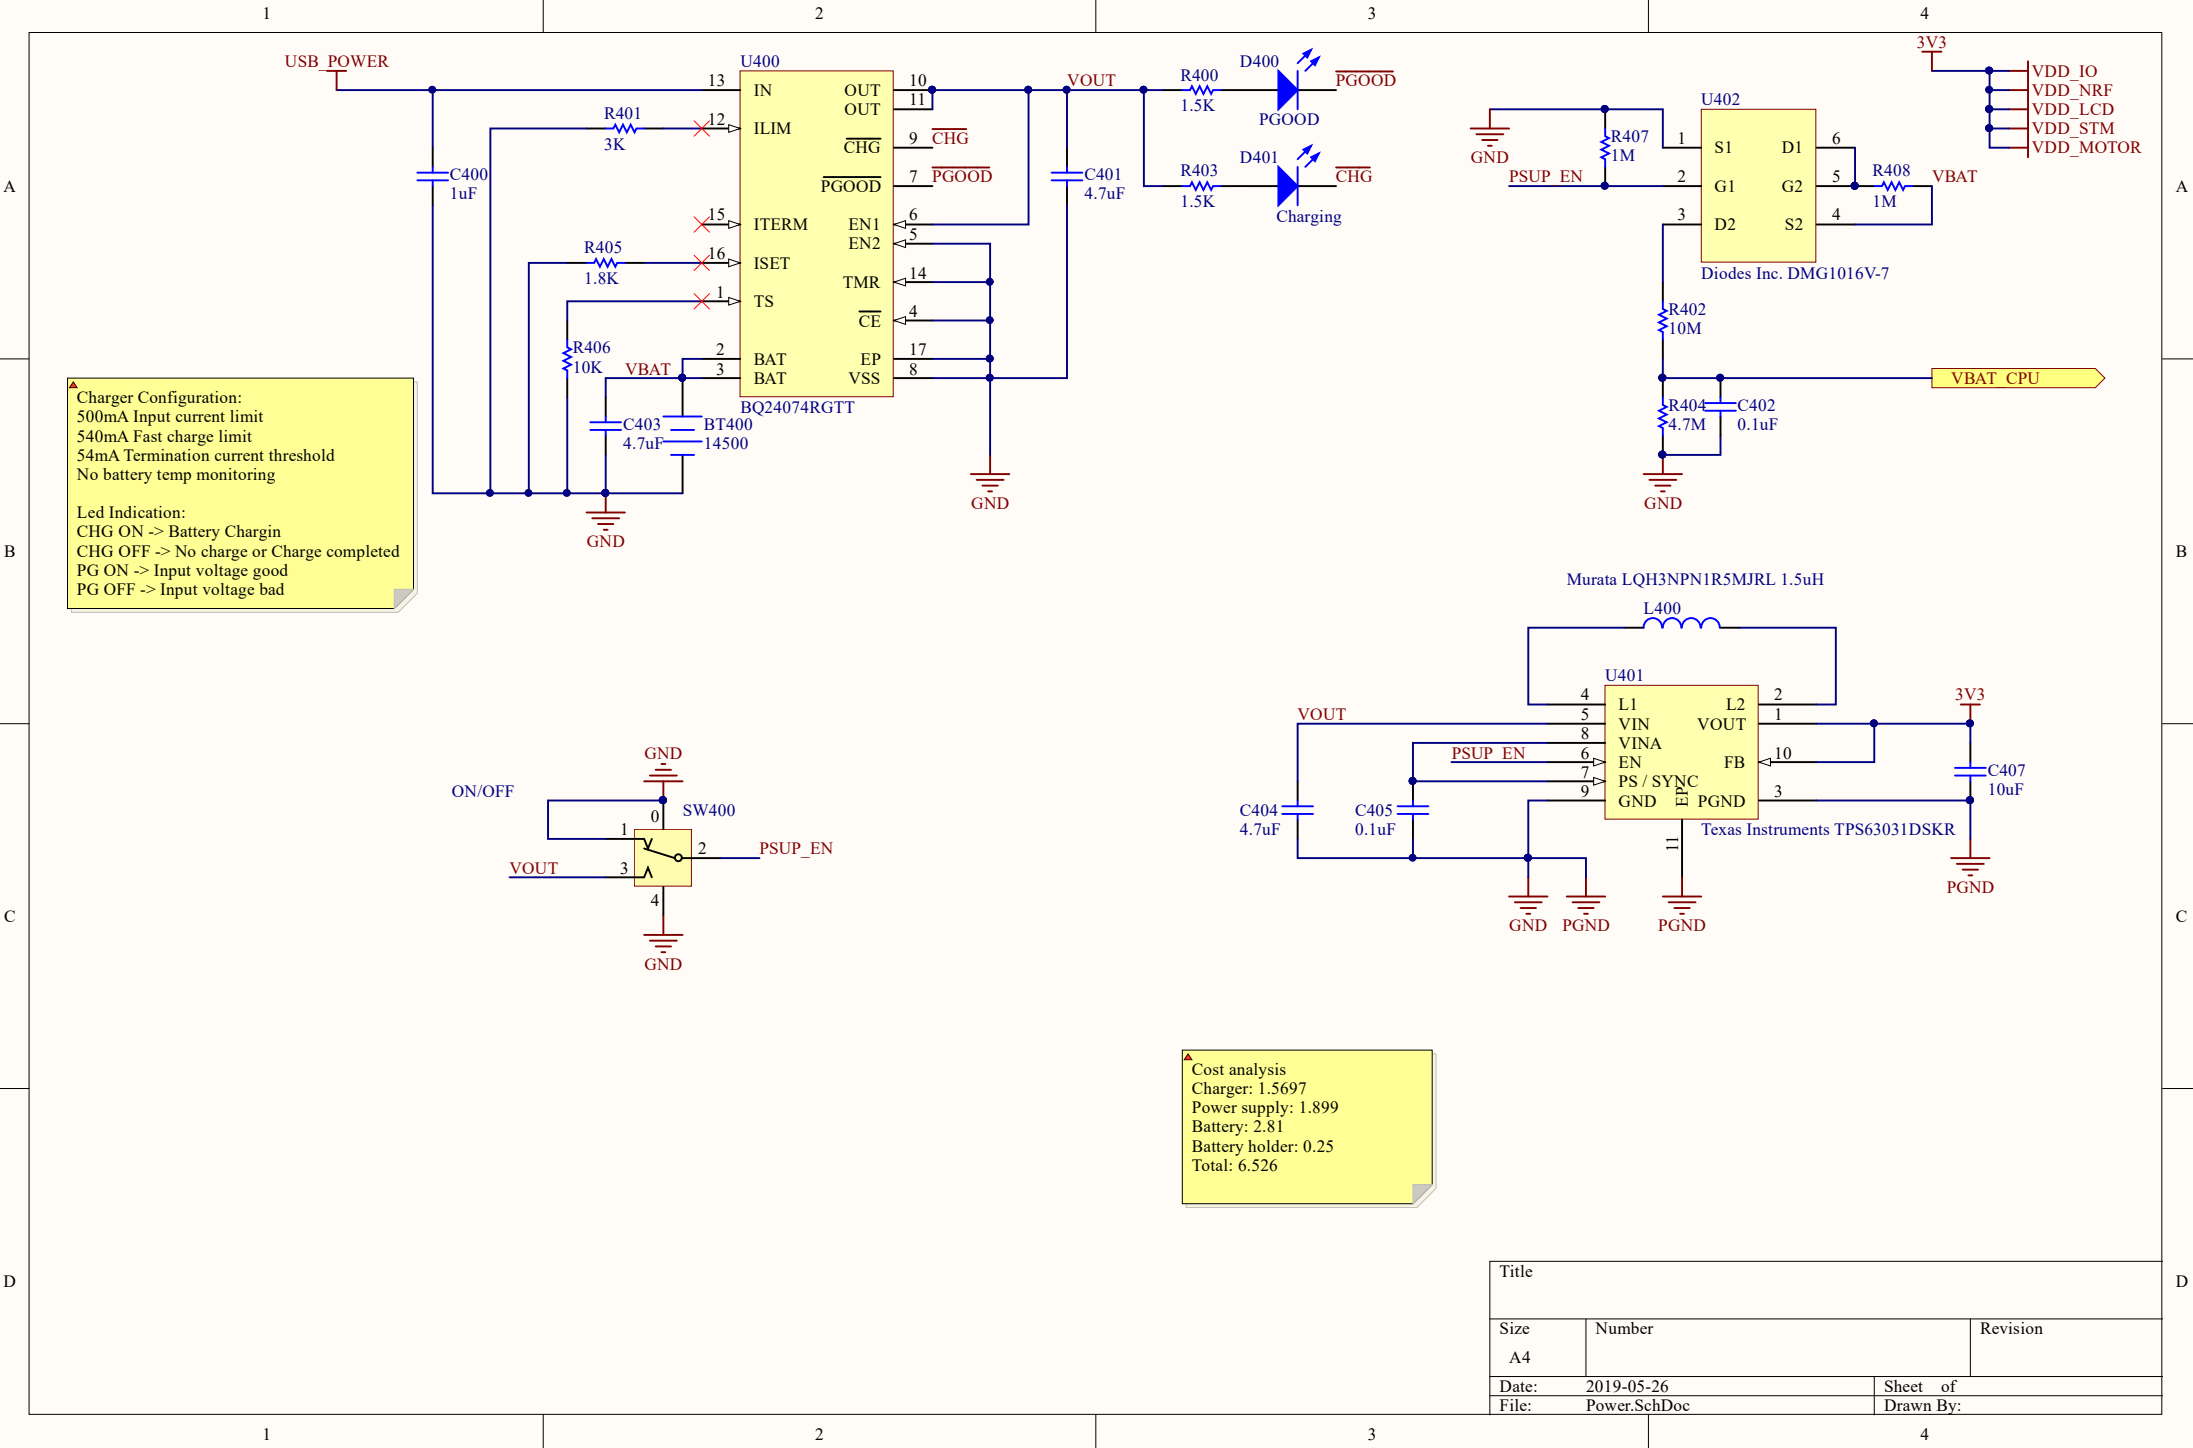 1 2 3 4
A
B
C
D
A
B
C
D
1 2 3 4
USB_POWER
C400
1uF
R401
3K
R405
1.8K
R406
10K
VBAT
C403
4.7uF
BT400
14500
GND
U400
13 IN
12 ILIM
15 ITERM
16 ISET
1 TS
2 BAT
3 BAT
OUT 10
OUT 11
CHG 9
PGOOD 7
EN1 6
EN2 5
TMR 14
CE 4
EP 17
VSS 8
BQ24074RGTT
CHG
PGOOD
GND
VOUT
C401
4.7uF
R400
1.5K
D400
PGOOD
PGOOD
R403
1.5K
D401
CHG
Charging
GND
R407
1M
PSUP_EN
U402
1 S1 D1 6
2 G1 G2 5
3 D2 S2 4
Diodes Inc. DMG1016V-7
R408
1M
VBAT
3V3
VDD_IO
VDD_NRF
VDD_LCD
VDD_STM
VDD_MOTOR
R402
10M
VBAT_CPU
R404
4.7M
C402
0.1uF
GND
Charger Configuration:
500mA Input current limit
540mA Fast charge limit
54mA Termination current threshold
No battery temp monitoring
Led Indication:
CHG ON -> Battery Chargin
CHG OFF -> No charge or Charge completed
PG ON -> Input voltage good
PG OFF -> Input voltage bad
Murata LQH3NPN1R5MJRL 1.5uH
L400
U401
4 L1 L2 2
5 VIN VOUT 1
8 VINA
6 EN FB 10
7 PS / SYNC
9 GND PGND 3
EP
11
Texas Instruments TPS63031DSKR
VOUT
PSUP_EN
C404
4.7uF
C405
0.1uF
GND
PGND
PGND
3V3
C407
10uF
PGND
GND
ON/OFF
SW400
0
1
2
3
4
VOUT
PSUP_EN
GND
Cost analysis
Charger: 1.5697
Power supply: 1.899
Battery: 2.81
Battery holder: 0.25
Total: 6.526
Title
Size
A4
Number
Revision
Date: 2019-05-26 Sheet of
File: Power.SchDoc Drawn By: